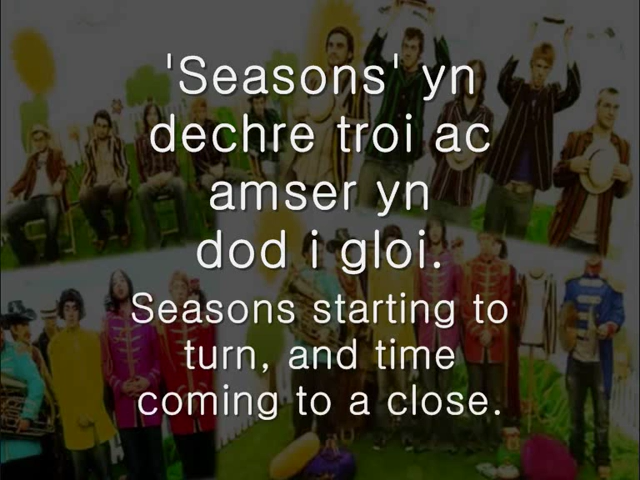 'Seasons' yn
dechre troi ac
amser yn
dod i gloi.
Seasons starting to
turn, and time
coming to a close.